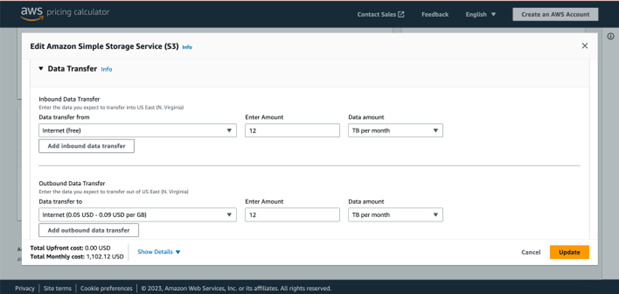 aws pricing calculator
Contact Sales
Feedback
English
Create an AWS Account
Edit Amazon Simple Storage Service (S3) Info
Data Transfer Info
Inbound Data Transfer
Enter the data you expect to transfer into US East (N. Virginia)
Data transfer from
Enter Amount
Data amount
Internet (free)
12
TB per month
Add inbound data transfer
Outbound Data Transfer
Enter the data you expect to transfer out of US East (N. Virginia)
Data transfer to
Enter Amount
Data amount
Internet (0.05 USD - 0.09 USD per GB)
12
TB per month
Add outbound data transfer
Total Upfront cost: 0.00 USD
Total Monthly cost: 1,102.12 USD
Show Details
Cancel
Update
Privacy | Site terms | Cookie preferences | © 2023, Amazon Web Services, Inc. or its affiliates. All rights reserved.